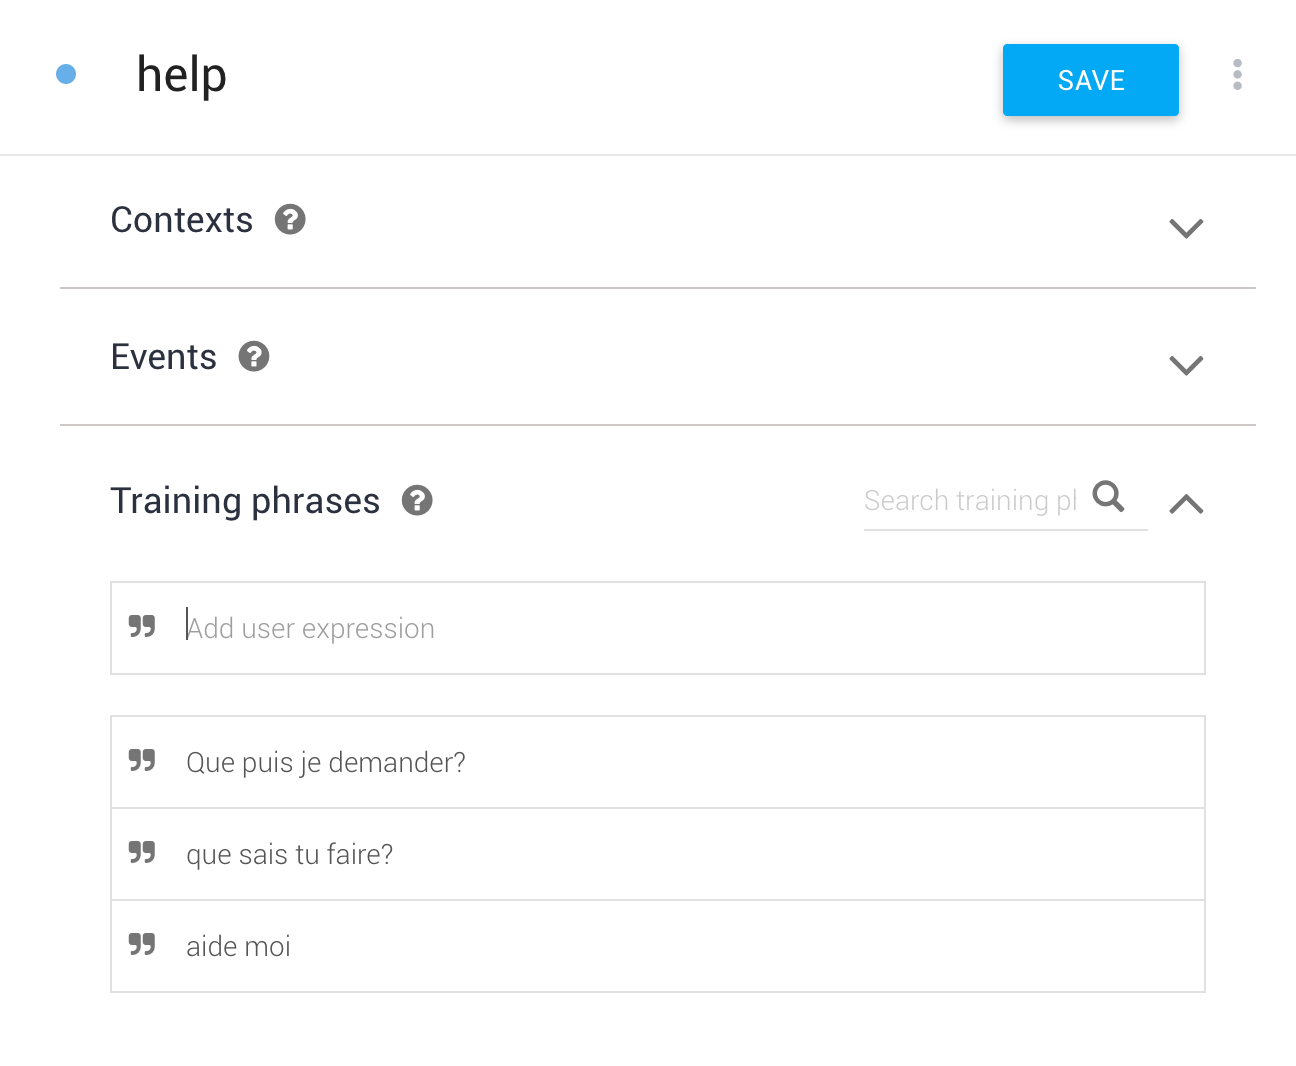 help
SAVE
Contexts ?
Events ?
Training phrases ?
Search training pl
Add user expression
Que puis je demander?
que sais tu faire?
aide moi